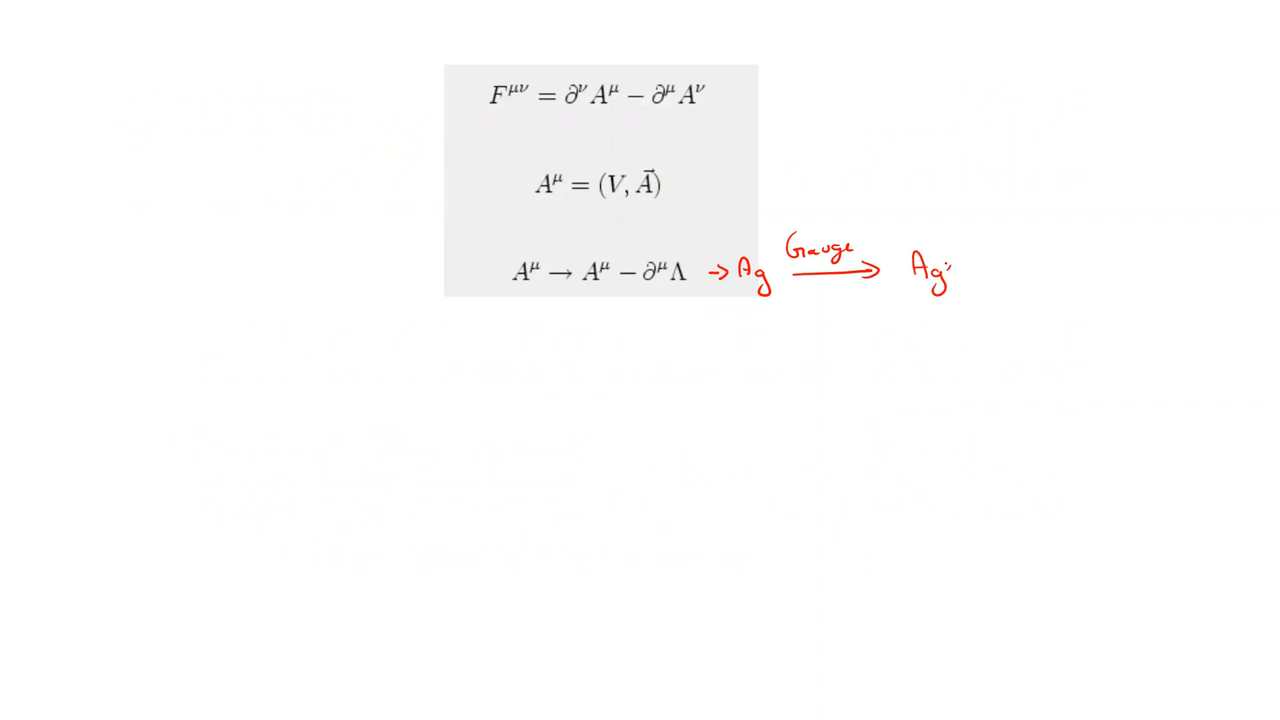 F^{μν} = ∂^ν A^μ − ∂^μ A^ν
A^μ = (V, \vec{A})
A^μ → A^μ − ∂^μ Λ → Ag Gauge → Ag"